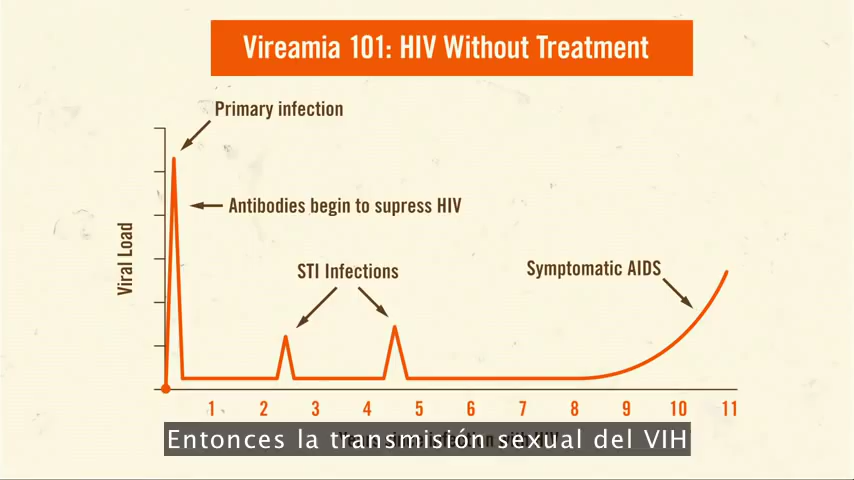 Vireamia 101: HIV Without Treatment
Primary infection
Antibodies begin to supress HIV
STI Infections
Symptomatic AIDS
Viral Load
1 2 3 4 5 6 7 8 9 10 11
Entonces la transmisión sexual del VIH